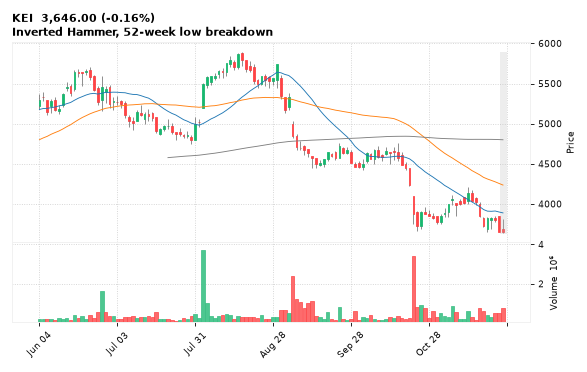 KEI 3,646.00 (-0.16%)
Inverted Hammer, 52-week low breakdown
6000
5500
5000
4500
4000
Price
4
2
Volume 10⁶
Jun 04
Jul 03
Jul 31
Aug 28
Sep 28
Oct 28